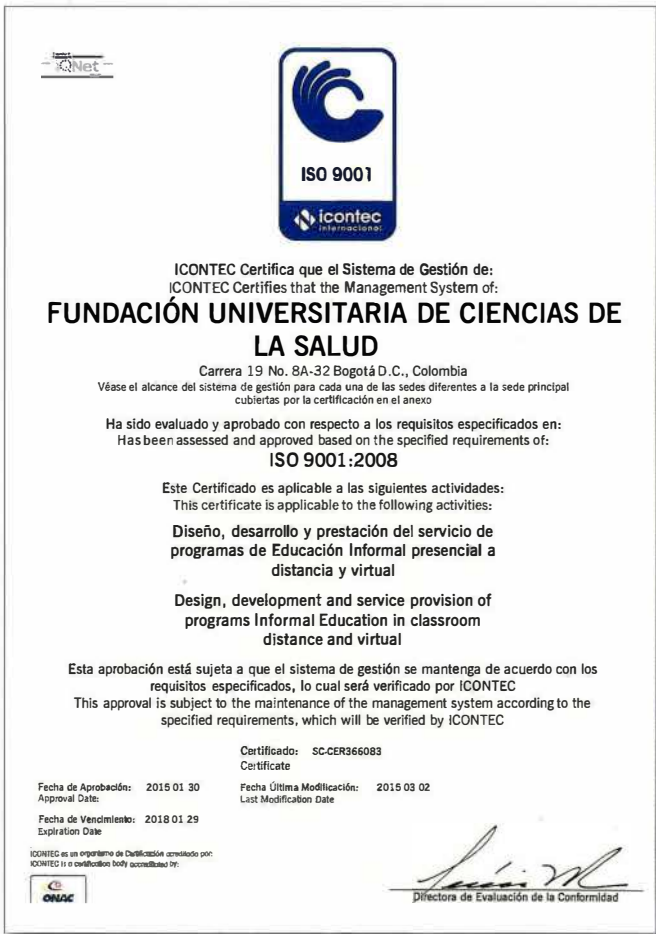 IQNet
ISO 9001
icontec
internacional
ICONTEC Certifica que el Sistema de Gestión de:
ICONTEC Certifies that the Management System of:
FUNDACIÓN UNIVERSITARIA DE CIENCIAS DE
LA SALUD
Carrera 19 No. 8A-32 Bogotá D.C., Colombia
Véase el alcance del sistema de gestión para cada una de las sedes diferentes a la sede principal
cubiertas por la certificación en el anexo
Ha sido evaluado y aprobado con respecto a los requisitos especificados en:
Has been assessed and approved based on the specified requirements of:
ISO 9001:2008
Este Certificado es aplicable a las siguientes actividades:
This certificate is applicable to the following activities:
Diseño, desarrollo y prestación del servicio de
programas de Educación Informal presencial a
distancia y virtual
Design, development and service provision of
programs Informal Education in classroom
distance and virtual
Esta aprobación está sujeta a que el sistema de gestión se mantenga de acuerdo con los
requisitos especificados, lo cual será verificado por ICONTEC
This approval is subject to the maintenance of the management system according to the
specified requirements, which will be verified by ICONTEC
Certificado: SC-CER366083
Certificate
Fecha de Aprobación: 2015 01 30 Fecha Última Modificación: 2015 03 02
Approval Date: Last Modification Date
Fecha de Vencimiento: 2018 01 29
Expiration Date
ICONTEC es un organismo de Certificación acreditado por:
ICONTEC is a certification body accredited by:
ONAC
Directora de Evaluación de la Conformidad